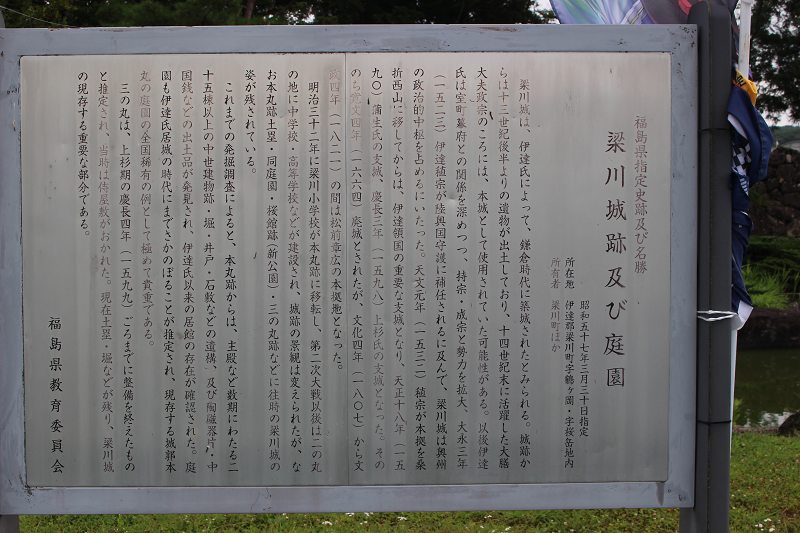 福島県指定史跡及び名勝
梁川城跡及び庭園
昭和五十七年三月三十日指定
所在地　伊達郡梁川町字鶴ヶ岡・字桜岳地内
所有者　梁川町ほか
梁川城は、伊達氏によって、鎌倉時代に築城されたとみられる。城跡か
らは十三世紀後半よりの遺物が出土しており、十四世紀末に活躍した大膳
大夫政宗のころには、本城として使用されていた可能性がある。以後伊達
氏は室町幕府との関係を深めつつ、持宗・成宗と勢力を拡大、大永三年
（一五二三）伊達稙宗が陸奥国守護に補任されるに及んで、梁川城は奥州
の政治的中枢を占めるにいたった。天文元年（一五三二）稙宗が本拠を桑
折西山に移してからは、伊達領国の重要な支城となり、天正十八年（一五
九〇）蒲生氏の支城、慶長三年（一五九八）上杉氏の支城となった。その
のち寛文四年（一六六四）廃城とされたが、文化四年（一八〇七）から文
政四年（一八二一）の間は松前章広の本拠地となった。
明治三十二年に梁川小学校が本丸跡に移転し、第二次大戦以後は二の丸
の地に中学校・高等学校などが建設され、城跡の景観は変えられたが、な
お本丸跡土塁・同庭園・桜館跡（新公園）・三の丸跡などに往時の梁川城の
姿が残されている。
これまでの発掘調査によると、本丸跡からは、主殿など数期にわたる二
十五棟以上の中世建物跡・堀・井戸・石敷などの遺構、及び陶磁器片・中
国銭などの出土品が発見され、伊達氏以来の居館の存在が確認された。庭
園も伊達氏居城の時代にまでさかのぼることが推定され、現存する城郭本
丸の庭園の全国稀有の例として極めて貴重である。
三の丸は、上杉期の慶長四年（一五九九）ごろまでに整備を終えたもの
と推定され、当時は侍屋敷がおかれた。現在土塁・堀などが残り、梁川城
の現存する重要な部分である。
福島県教育委員会